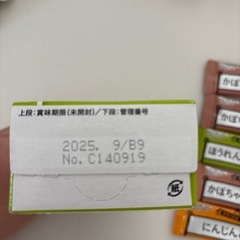 上段:賞味期限(未開封)/下段:管理番号
2025. 9/B9
No. C140919
紙
かぼ
かぼ
ほうれん
かぼちゃ
にんじん